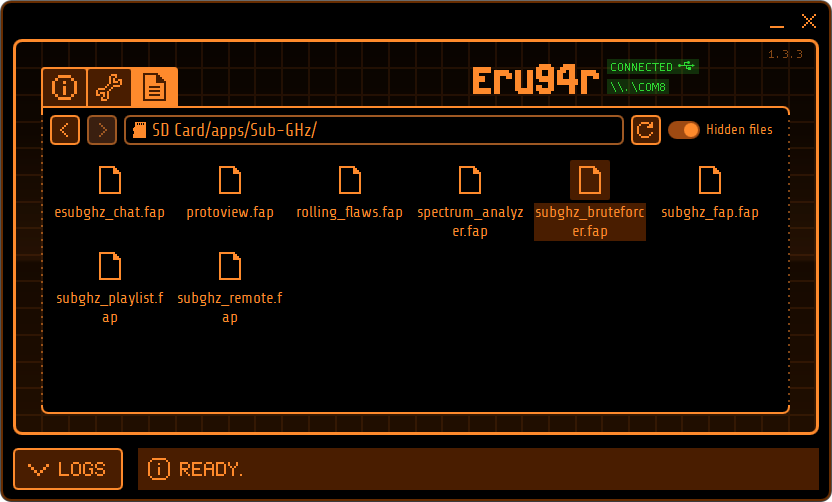 1.3.3
Erug4r
CONNECTED
\\.\COM8
SD Card/apps/Sub-GHz/
Hidden files
esubghz_chat.fap
protoview.fap
rolling_flaws.fap
spectrum_analyz
er.fap
subghz_bruteforc
er.fap
subghz_fap.fap
subghz_playlist.f
ap
subghz_remote.f
ap
LOGS
READY.